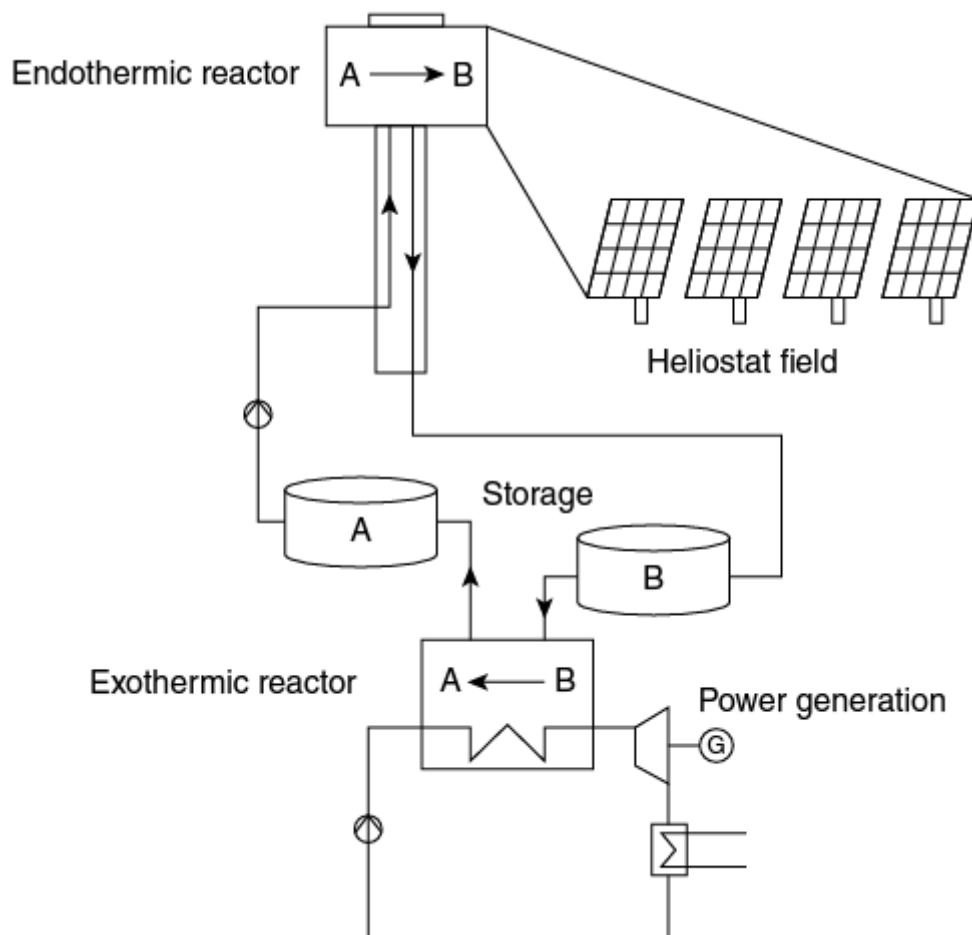 Endothermic reactor
A
B
Heliostat field
Storage
A
B
Exothermic reactor
A
B
Power generation
G